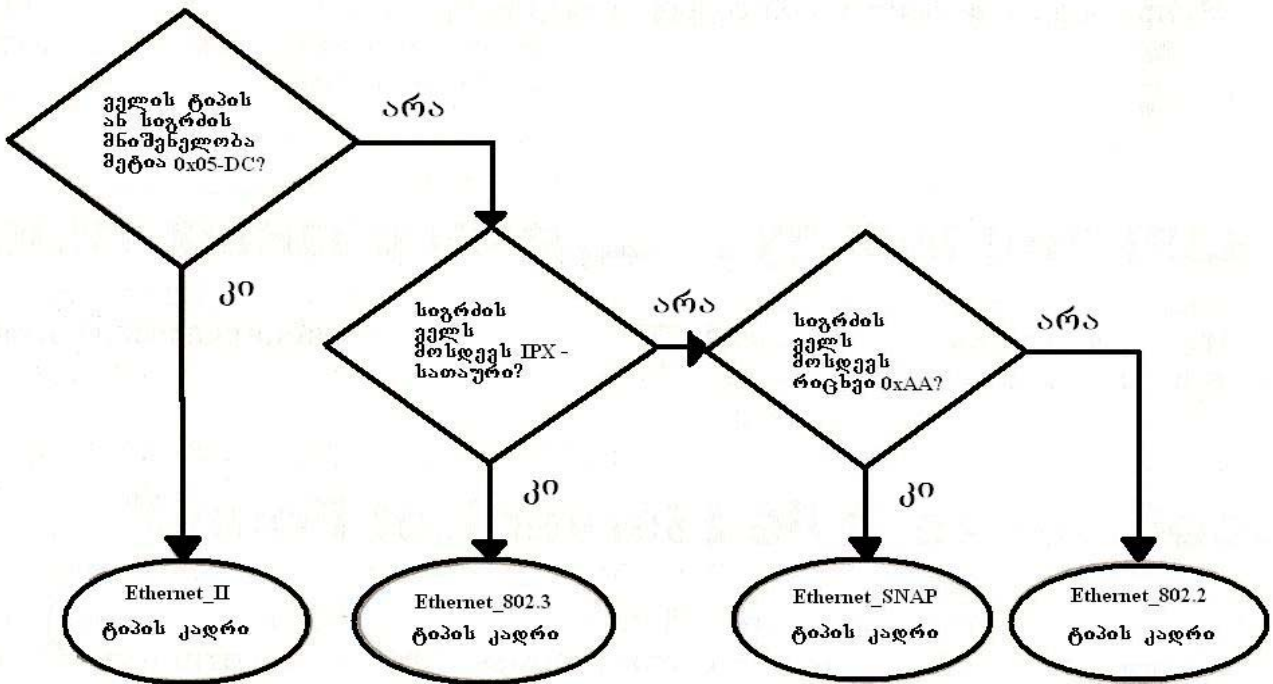 ველის ტიპის
ან სიგრძის
მნიშვნელობა
მეტია 0x05-DC?
არა
კი
სიგრძის
ველს
მოსდევს IPX -
სათაური?
არა
კი
სიგრძის
ველს
მოსდევს
რიცხვი 0xAA?
არა
კი
Ethernet_II
ტიპის კადრი
Ethernet_802.3
ტიპის კადრი
Ethernet_SNAP
ტიპის კადრი
Ethernet_802.2
ტიპის კადრი